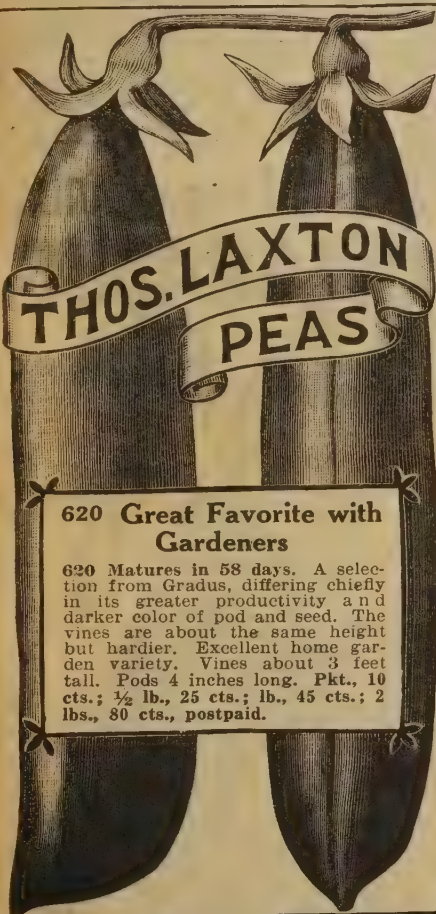 THOS. LAXTON
PEAS
620 Great Favorite with
Gardeners
620 Matures in 58 days. A selec-
tion from Gradus, differing chiefly
in its greater productivity and
darker color of pod and seed. The
vines are about the same height
but hardier. Excellent home gar-
den variety. Vines about 3 feet
tall. Pods 4 inches long. Pkt., 10
cts.; ½ lb., 25 cts.; lb., 45 cts.; 2
lbs., 80 cts., postpaid.